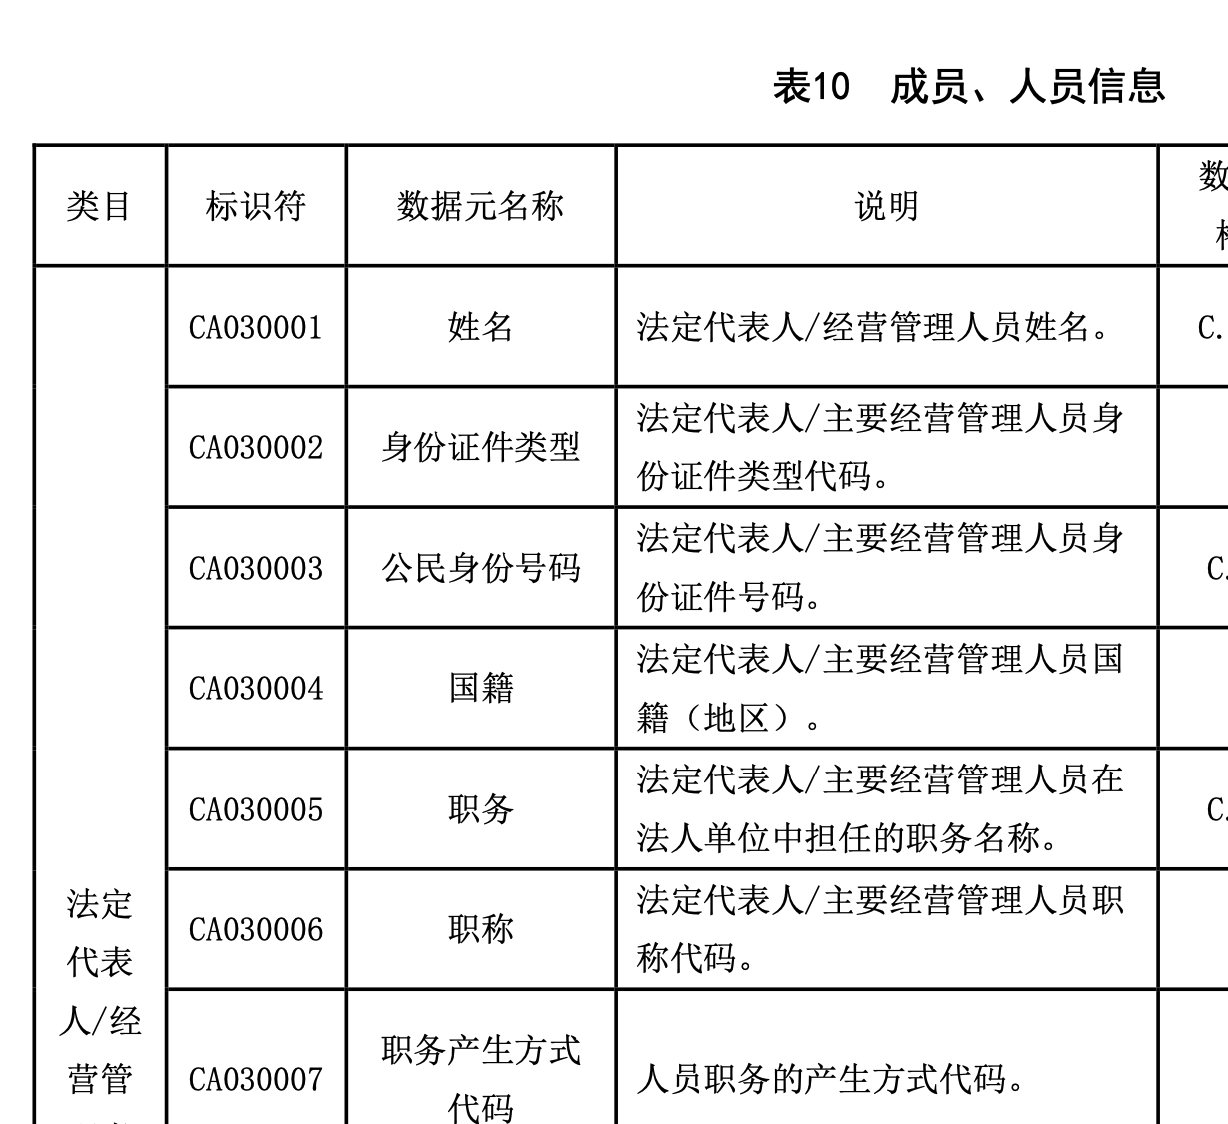 表10 成员、人员信息
类目 标识符 数据元名称 说明 数
CA030001 姓名 法定代表人/经营管理人员姓名。 C.
CA030002 身份证件类型 法定代表人/主要经营管理人员身
份证件类型代码。
CA030003 公民身份号码 法定代表人/主要经营管理人员身 C.
份证件号码。
CA030004 国籍 法定代表人/主要经营管理人员国
籍（地区）。
CA030005 职务 法定代表人/主要经营管理人员在 C.
法人单位中担任的职务名称。
CA030006 职称 法定代表人/主要经营管理人员职
称代码。
法定
代表
人/经
营管
CA030007 职务产生方式 人员职务的产生方式代码。
代码